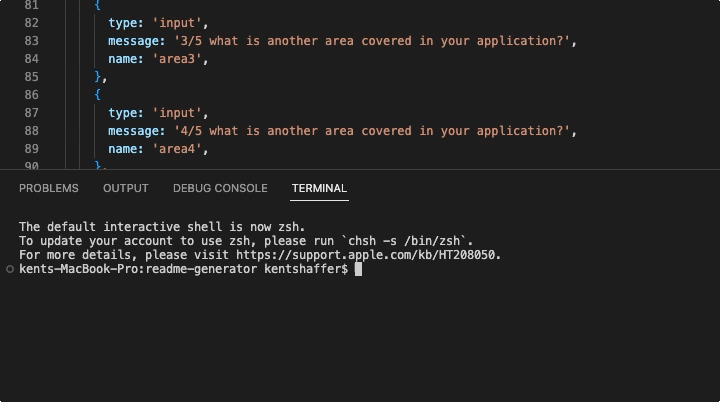 81 {
82 type: 'input',
83 message: '3/5 what is another area covered in your application?',
84 name: 'area3',
85 },
86 {
87 type: 'input',
88 message: '4/5 what is another area covered in your application?',
89 name: 'area4',
90 },
PROBLEMS OUTPUT DEBUG CONSOLE TERMINAL
The default interactive shell is now zsh.
To update your account to use zsh, please run `chsh -s /bin/zsh`.
For more details, please visit https://support.apple.com/kb/HT208050.
kents-MacBook-Pro:readme-generator kentshaffer$